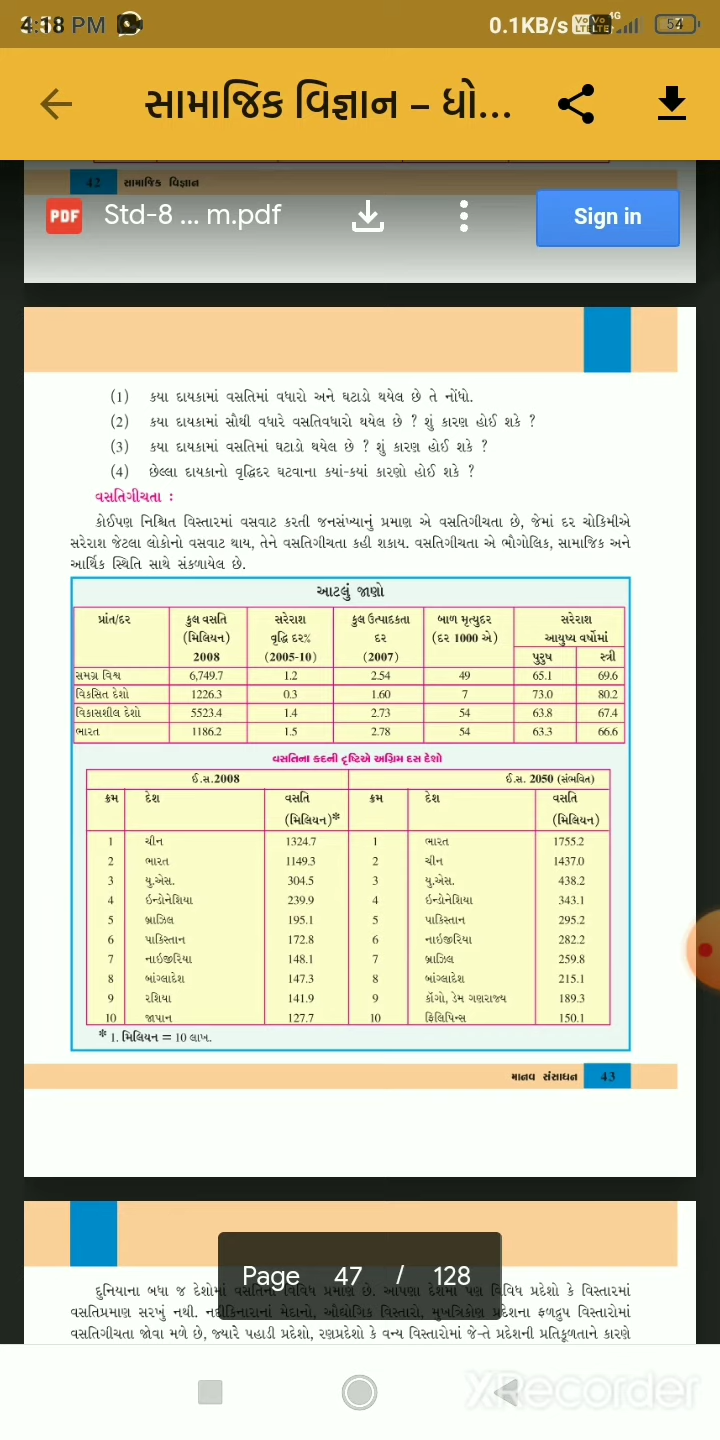 PM
0.1KB/s
4G
54
સામાજિક વિજ્ઞાન – ધો...
42 સામાજિક વિજ્ઞાન
PDF Std-8 ... m.pdf Sign in
(1) કયા દાયકામાં વસતિમાં વધારો અને ઘટાડો થયેલ છે તે નોંધો.
(2) કયા દાયકામાં સૌથી વધારે વસતિવધારો થયેલ છે ? શું કારણ હોઈ શકે ?
(3) કયા દાયકામાં વસતિમાં ઘટાડો થયેલ છે ? શું કારણ હોઈ શકે ?
(4) છેલ્લા દાયકાનો વૃદ્ધિદર ઘટવાના કયાં-કયાં કારણો હોઈ શકે ?
વસતિગીચતા :
કોઈપણ નિશ્ચિત વિસ્તારમાં વસવાટ કરતી જનસંખ્યાનું પ્રમાણ એ વસતિગીચતા છે, જેમાં દર ચોકિમીએ
સરેરાશ જેટલા લોકોનો વસવાટ થાય, તેને વસતિગીચતા કહી શકાય. વસતિગીચતા એ ભૌગોલિક, સામાજિક અને
આર્થિક સ્થિતિ સાથે સંકળાયેલ છે.
આટલું જાણો
પ્રાંત/દર કુલ વસતિ સરેરાશ કુલ ઉત્પાદકતા બાળ મૃત્યુદર સરેરાશ
(મિલિયન) વૃદ્ધિ દર% દર (દર 1000 એ) આયુષ્ય વર્ષોમાં
2008 (2005-10) (2007) પુરુષ સ્ત્રી
સમગ્ર વિશ્વ 6,749.7 1.2 2.54 49 65.1 69.6
વિકસિત દેશો 1226.3 0.3 1.60 7 73.0 80.2
વિકાસશીલ દેશો 5523.4 1.4 2.73 54 63.8 67.4
ભારત 1186.2 1.5 2.78 54 63.3 66.6
વસતિના કદની દૃષ્ટિએ અગ્રિમ દસ દેશો
ઈ.સ.2008 ઈ.સ. 2050 (સંભવિત)
ક્રમ દેશ વસતિ ક્રમ દેશ વસતિ
(મિલિયન)* (મિલિયન)
1 ચીન 1324.7 1 ભારત 1755.2
2 ભારત 1149.3 2 ચીન 1437.0
3 યુ.એસ. 304.5 3 યુ.એસ. 438.2
4 ઇન્ડોનેશિયા 239.9 4 ઇન્ડોનેશિયા 343.1
5 બ્રાઝિલ 195.1 5 પાકિસ્તાન 295.2
6 પાકિસ્તાન 172.8 6 નાઇજીરિયા 282.2
7 નાઇજીરિયા 148.1 7 બ્રાઝિલ 259.8
8 બાંગ્લાદેશ 147.3 8 બાંગ્લાદેશ 215.1
9 રશિયા 141.9 9 કોંગો, ડેમ ગણરાજ્ય 189.3
10 જાપાન 127.7 10 ફિલિપિન્સ 150.1
* 1. મિલિયન = 10 લાખ.
માનવ સંસાધન 43
Page 47 / 128
દુનિયાના બધા જ દેશોમાં વસતિનું વિવિધ પ્રમાણ છે. આપણા દેશમાં પણ વિવિધ પ્રદેશો કે વિસ્તારમાં
વસતિપ્રમાણ સરખું નથી. નદીકિનારાનાં મેદાનો, ઔદ્યોગિક વિસ્તારો, મુખત્રિકોણ પ્રદેશના ફળદ્રુપ વિસ્તારોમાં
વસતિગીચતા જોવા મળે છે, જ્યારે પહાડી પ્રદેશો, રણપ્રદેશો કે વન્ય વિસ્તારોમાં જે-તે પ્રદેશની પ્રતિકૂળતાને કારણે
XRecorder